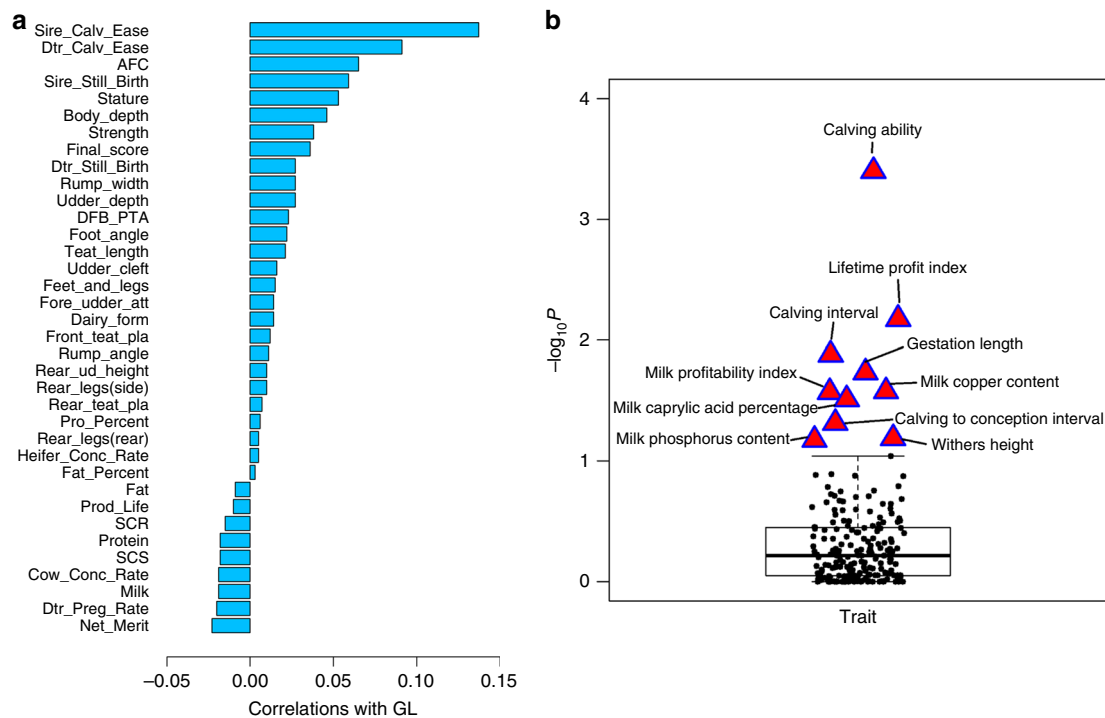 a
Sire_Calv_Ease
Dtr_Calv_Ease
AFC
Sire_Still_Birth
Stature
Body_depth
Strength
Final_score
Dtr_Still_Birth
Rump_width
Udder_depth
DFB_PTA
Foot_angle
Teat_length
Udder_cleft
Feet_and_legs
Fore_udder_att
Dairy_form
Front_teat_pla
Rump_angle
Rear_ud_height
Rear_legs(side)
Rear_teat_pla
Pro_Percent
Rear_legs(rear)
Heifer_Conc_Rate
Fat_Percent
Fat
Prod_Life
SCR
Protein
SCS
Cow_Conc_Rate
Milk
Dtr_Preg_Rate
Net_Merit
−0.05 0.00 0.05 0.10 0.15
Correlations with GL
b
4
3
2
1
0
−log10P
Calving ability
Lifetime profit index
Calving interval
Gestation length
Milk profitability index
Milk copper content
Milk caprylic acid percentage
Calving to conception interval
Milk phosphorus content
Withers height
Trait